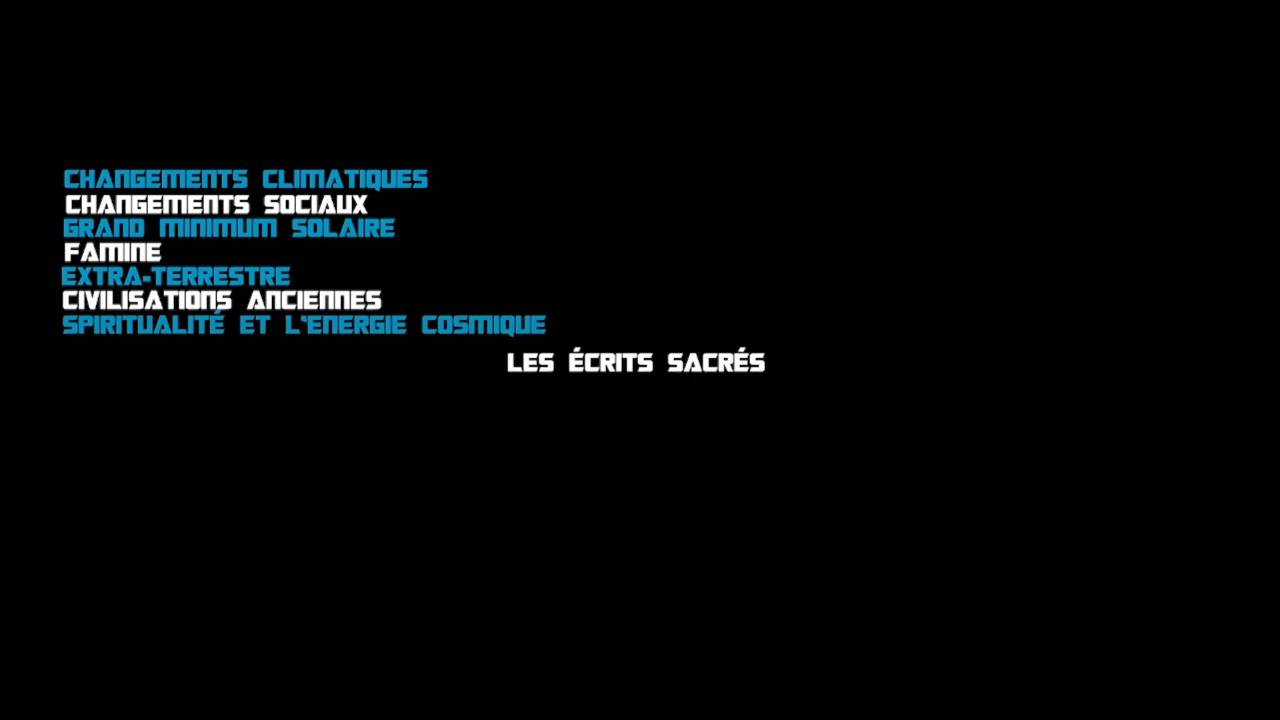 CHANGEMENTS CLIMATIQUES
CHANGEMENTS SOCIAUX
GRAND MINIMUM SOLAIRE
FAMINE
EXTRA-TERRESTRE
CIVILISATIONS ANCIENNES
SPIRITUALITÉ ET L'ENERGIE COSMIQUE
LES ÉCRITS SACRÉS